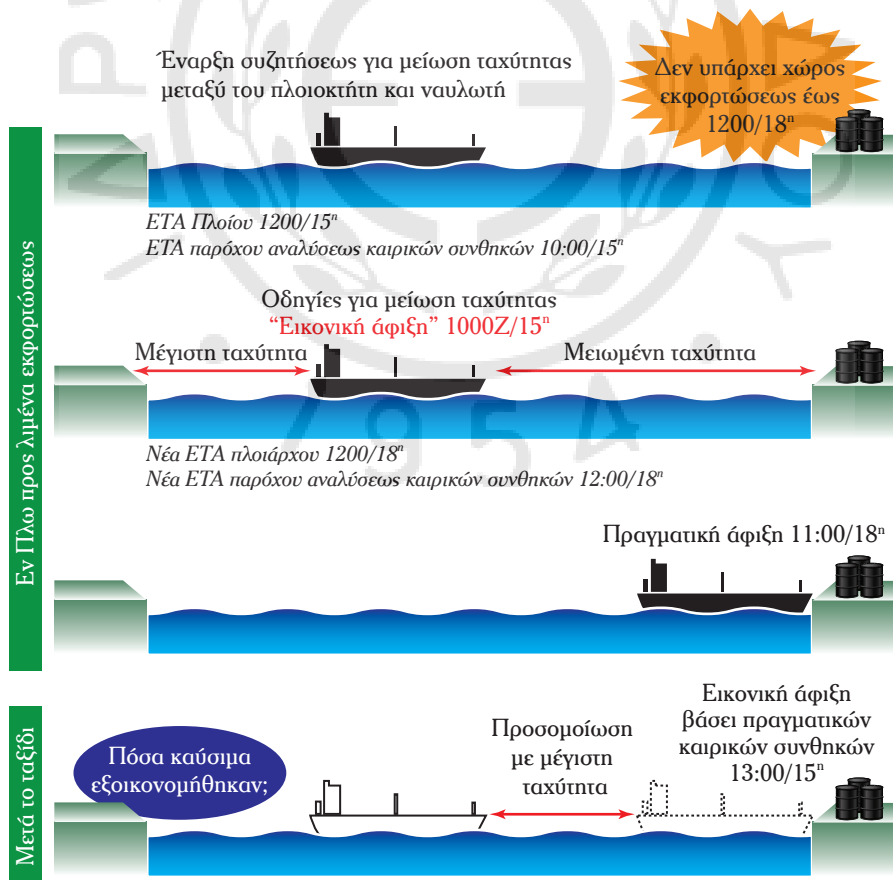 Έναρξη συζητήσεως για μείωση ταχύτητας
μεταξύ του πλοιοκτήτη και ναυλωτή
Δεν υπάρχει χώρος
εκφορτώσεως έως
1200/18η
ETA Πλοίου 1200/15η
ETA παρόχου αναλύσεως καιρικών συνθηκών 10:00/15η
Εν Πλω προς λιμένα εκφορτώσεως
Οδηγίες για μείωση ταχύτητας
“Εικονική άφιξη” 1000Z/15η
Μέγιστη ταχύτητα
Μειωμένη ταχύτητα
Νέα ETA πλοιάρχου 1200/18η
Νέα ETA παρόχου αναλύσεως καιρικών συνθηκών 12:00/18η
Πραγματική άφιξη 11:00/18η
Μετά το ταξίδι
Πόσα καύσιμα
εξοικονομήθηκαν;
Προσομοίωση
με μέγιστη
ταχύτητα
Εικονική άφιξη
βάσει πραγματικών
καιρικών συνθηκών
13:00/15η
1954